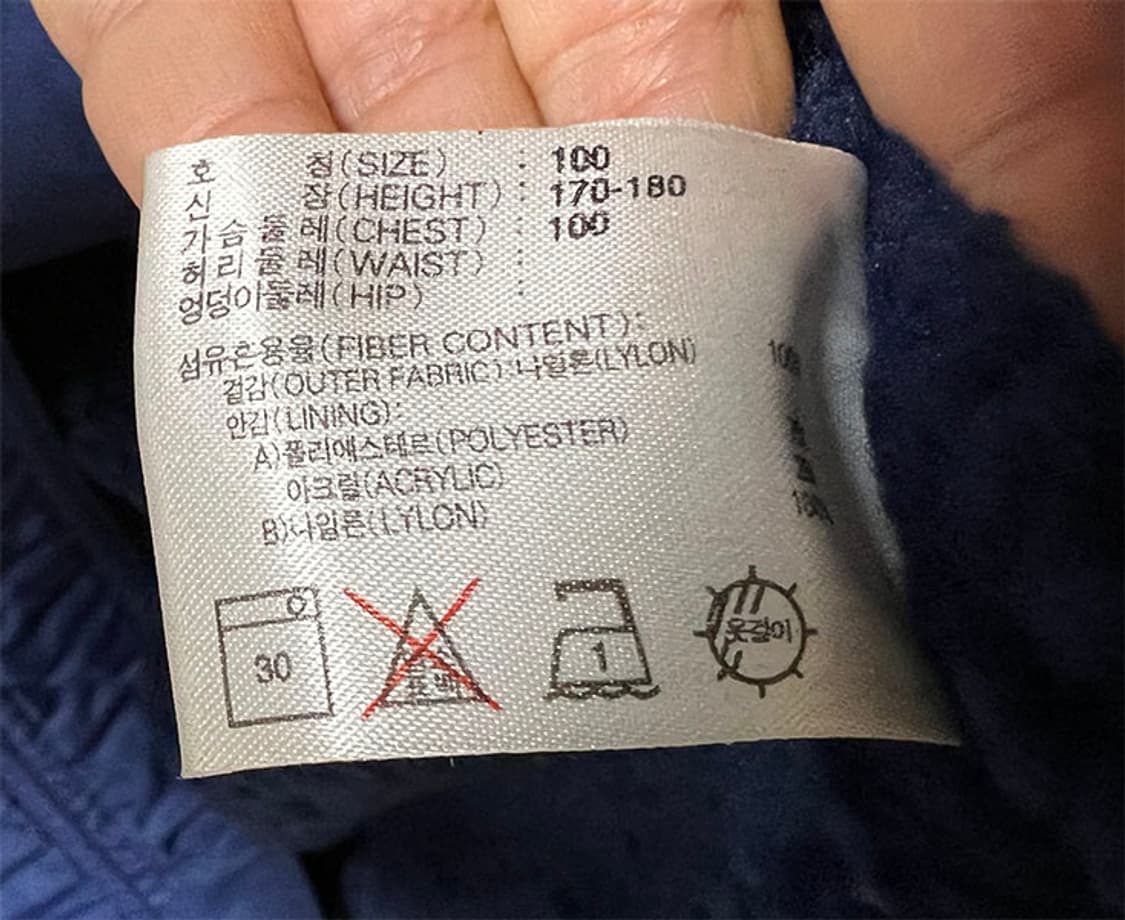 호 칭(SIZE) : 100
신 장(HEIGHT) : 170-180
가슴둘레(CHEST) : 100
허리둘레(WAIST) :
엉덩이둘레(HIP) :
섬유혼용율(FIBER CONTENT):
겉감(OUTER FABRIC):나일론(LYLON)
안감(LINING):
A)폴리에스테르(POLYESTER)
아크릴(ACRYLIC)
B)나일론(LYLON)
30
1 옷걸이